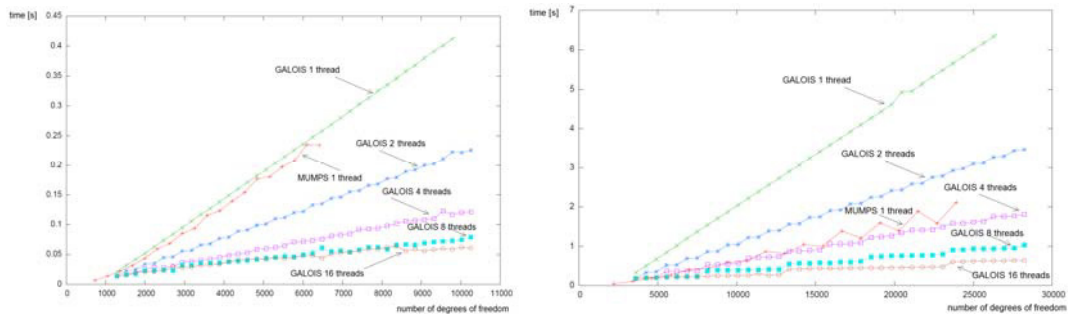 time [s]
0.45
0.4
0.35
0.3
0.25
0.2
0.15
0.1
0.05
0
0 1000 2000 3000 4000 5000 6000 7000 8000 9000 10000 11000
number of degrees of freedom
GALOIS 1 thread
GALOIS 2 threads
MUMPS 1
thread
GALOIS 4 threads
GALOIS 8 threads
GALOIS 16 threads
time [s]
7
6
5
4
3
2
1
0
0 5000 10000 15000 20000 25000 30000
number of degrees of freedom
GALOIS 1
thread
GALOIS 2
threads
GALOIS 4
threads
MUMPS 1
thread
GALOIS 8
threads
GALOIS 16 threads